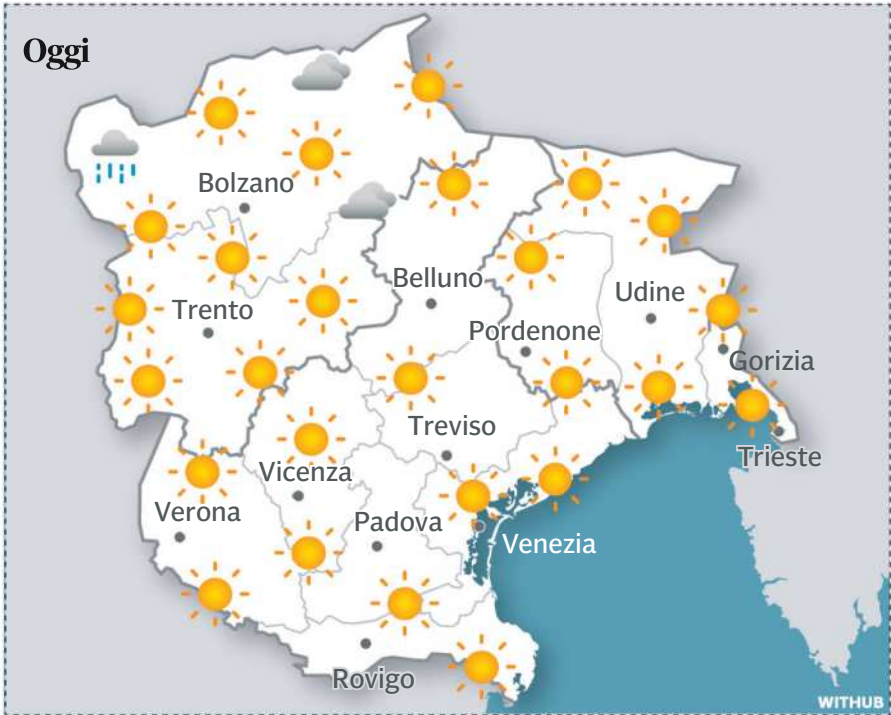 Oggi
Bolzano
Belluno
Trento
Udine
Pordenone
Gorizia
Treviso
Trieste
Vicenza
Verona
Padova
Venezia
Rovigo
WITHUB